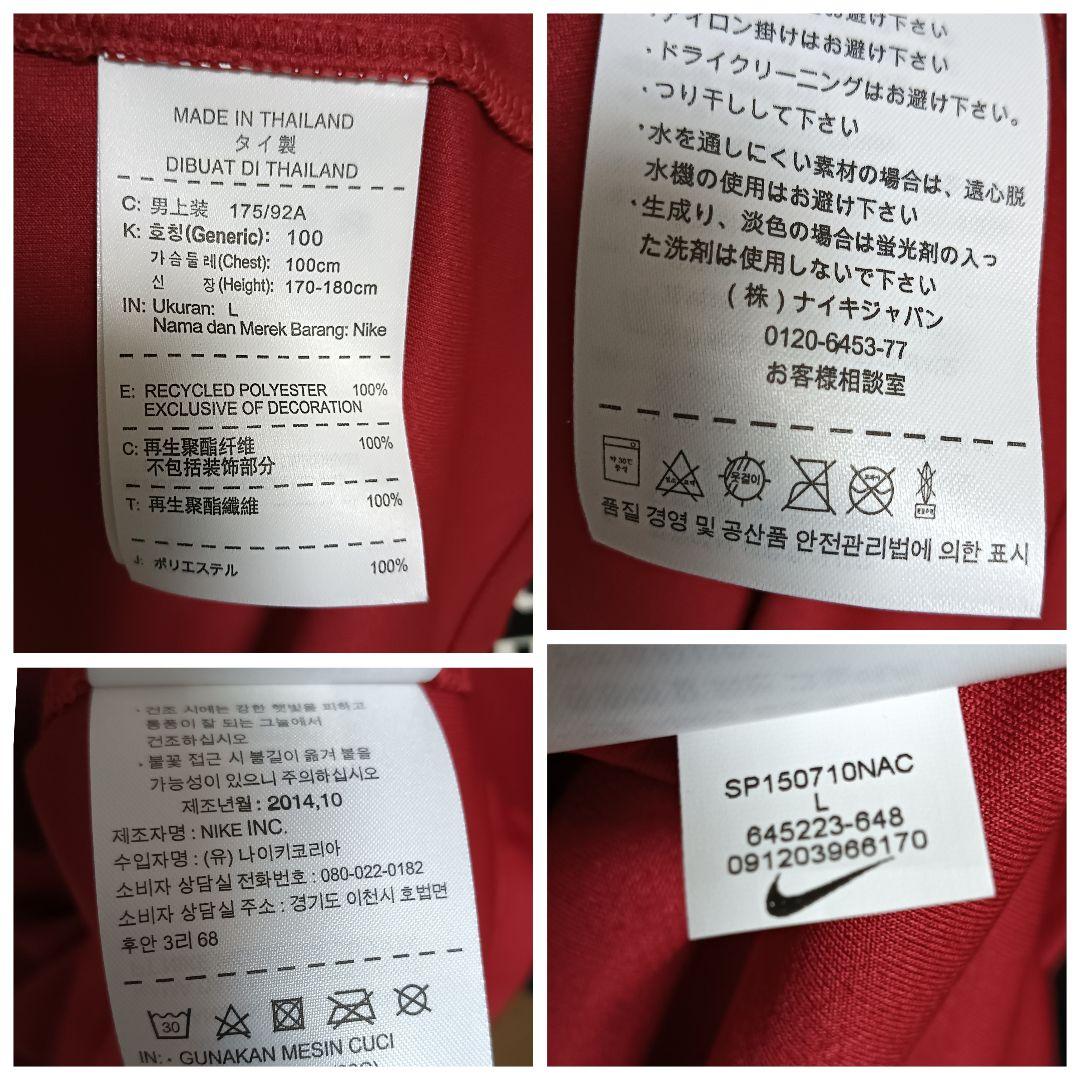 MADE IN THAILAND
タイ製
DIBUAT DI THAILAND
C: 男上装 175/92A
K: 호칭(Generic): 100
가슴둘레(Chest): 100cm
신 장(Height): 170-180cm
IN: Ukuran: L
Nama dan Merek Barang: Nike
E: RECYCLED POLYESTER 100%
EXCLUSIVE OF DECORATION
C: 再生聚酯纤维 100%
不包括装饰部分
T: 再生聚酯纖維 100%
J: ポリエステル 100%
お避け下さい
・アイロン掛けはお避け下さい
・ドライクリーニングはお避け下さい。
・つり干しして下さい
・水を通しにくい素材の場合は、遠心脱
水機の使用はお避け下さい
・生成り、淡色の場合は蛍光剤の入っ
た洗剤は使用しないで下さい
(株)ナイキジャパン
0120-6453-77
お客様相談室
약 30℃
중성
옷걸이
품질 경영 및 공산품 안전관리법에 의한 표시
・건조 시에는 강한 햇빛을 피하고
통풍이 잘 되는 그늘에서
건조하십시오
・불꽃 접근 시 불길이 옮겨 붙을
가능성이 있으니 주의하십시오
제조년월 : 2014,10
제조자명 : NIKE INC.
수입자명 : (유) 나이키코리아
소비자 상담실 전화번호 : 080-022-0182
소비자 상담실 주소 : 경기도 이천시 호법면
후안 3리 68
30
IN: ・ GUNAKAN MESIN CUCI
SP150710NAC
L
645223-648
091203966170